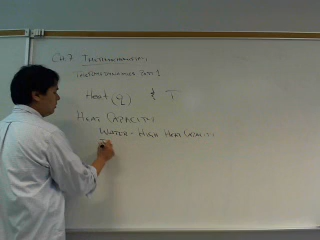 Ch.7 Thermochemistry
Heat (q) & T
Heat Capacity
Water - High Heat Capacity